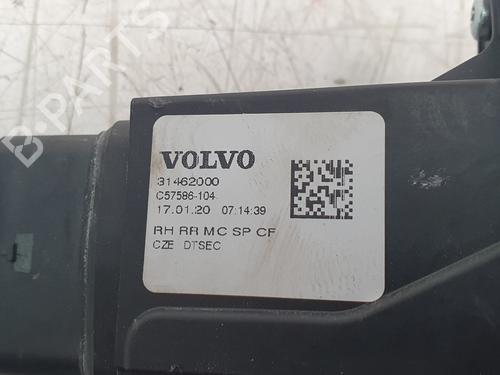 VOLVO
31462000
C57586-104
17.01.20 07:14:39
RH RR MC SP CF
CZE DTSEC